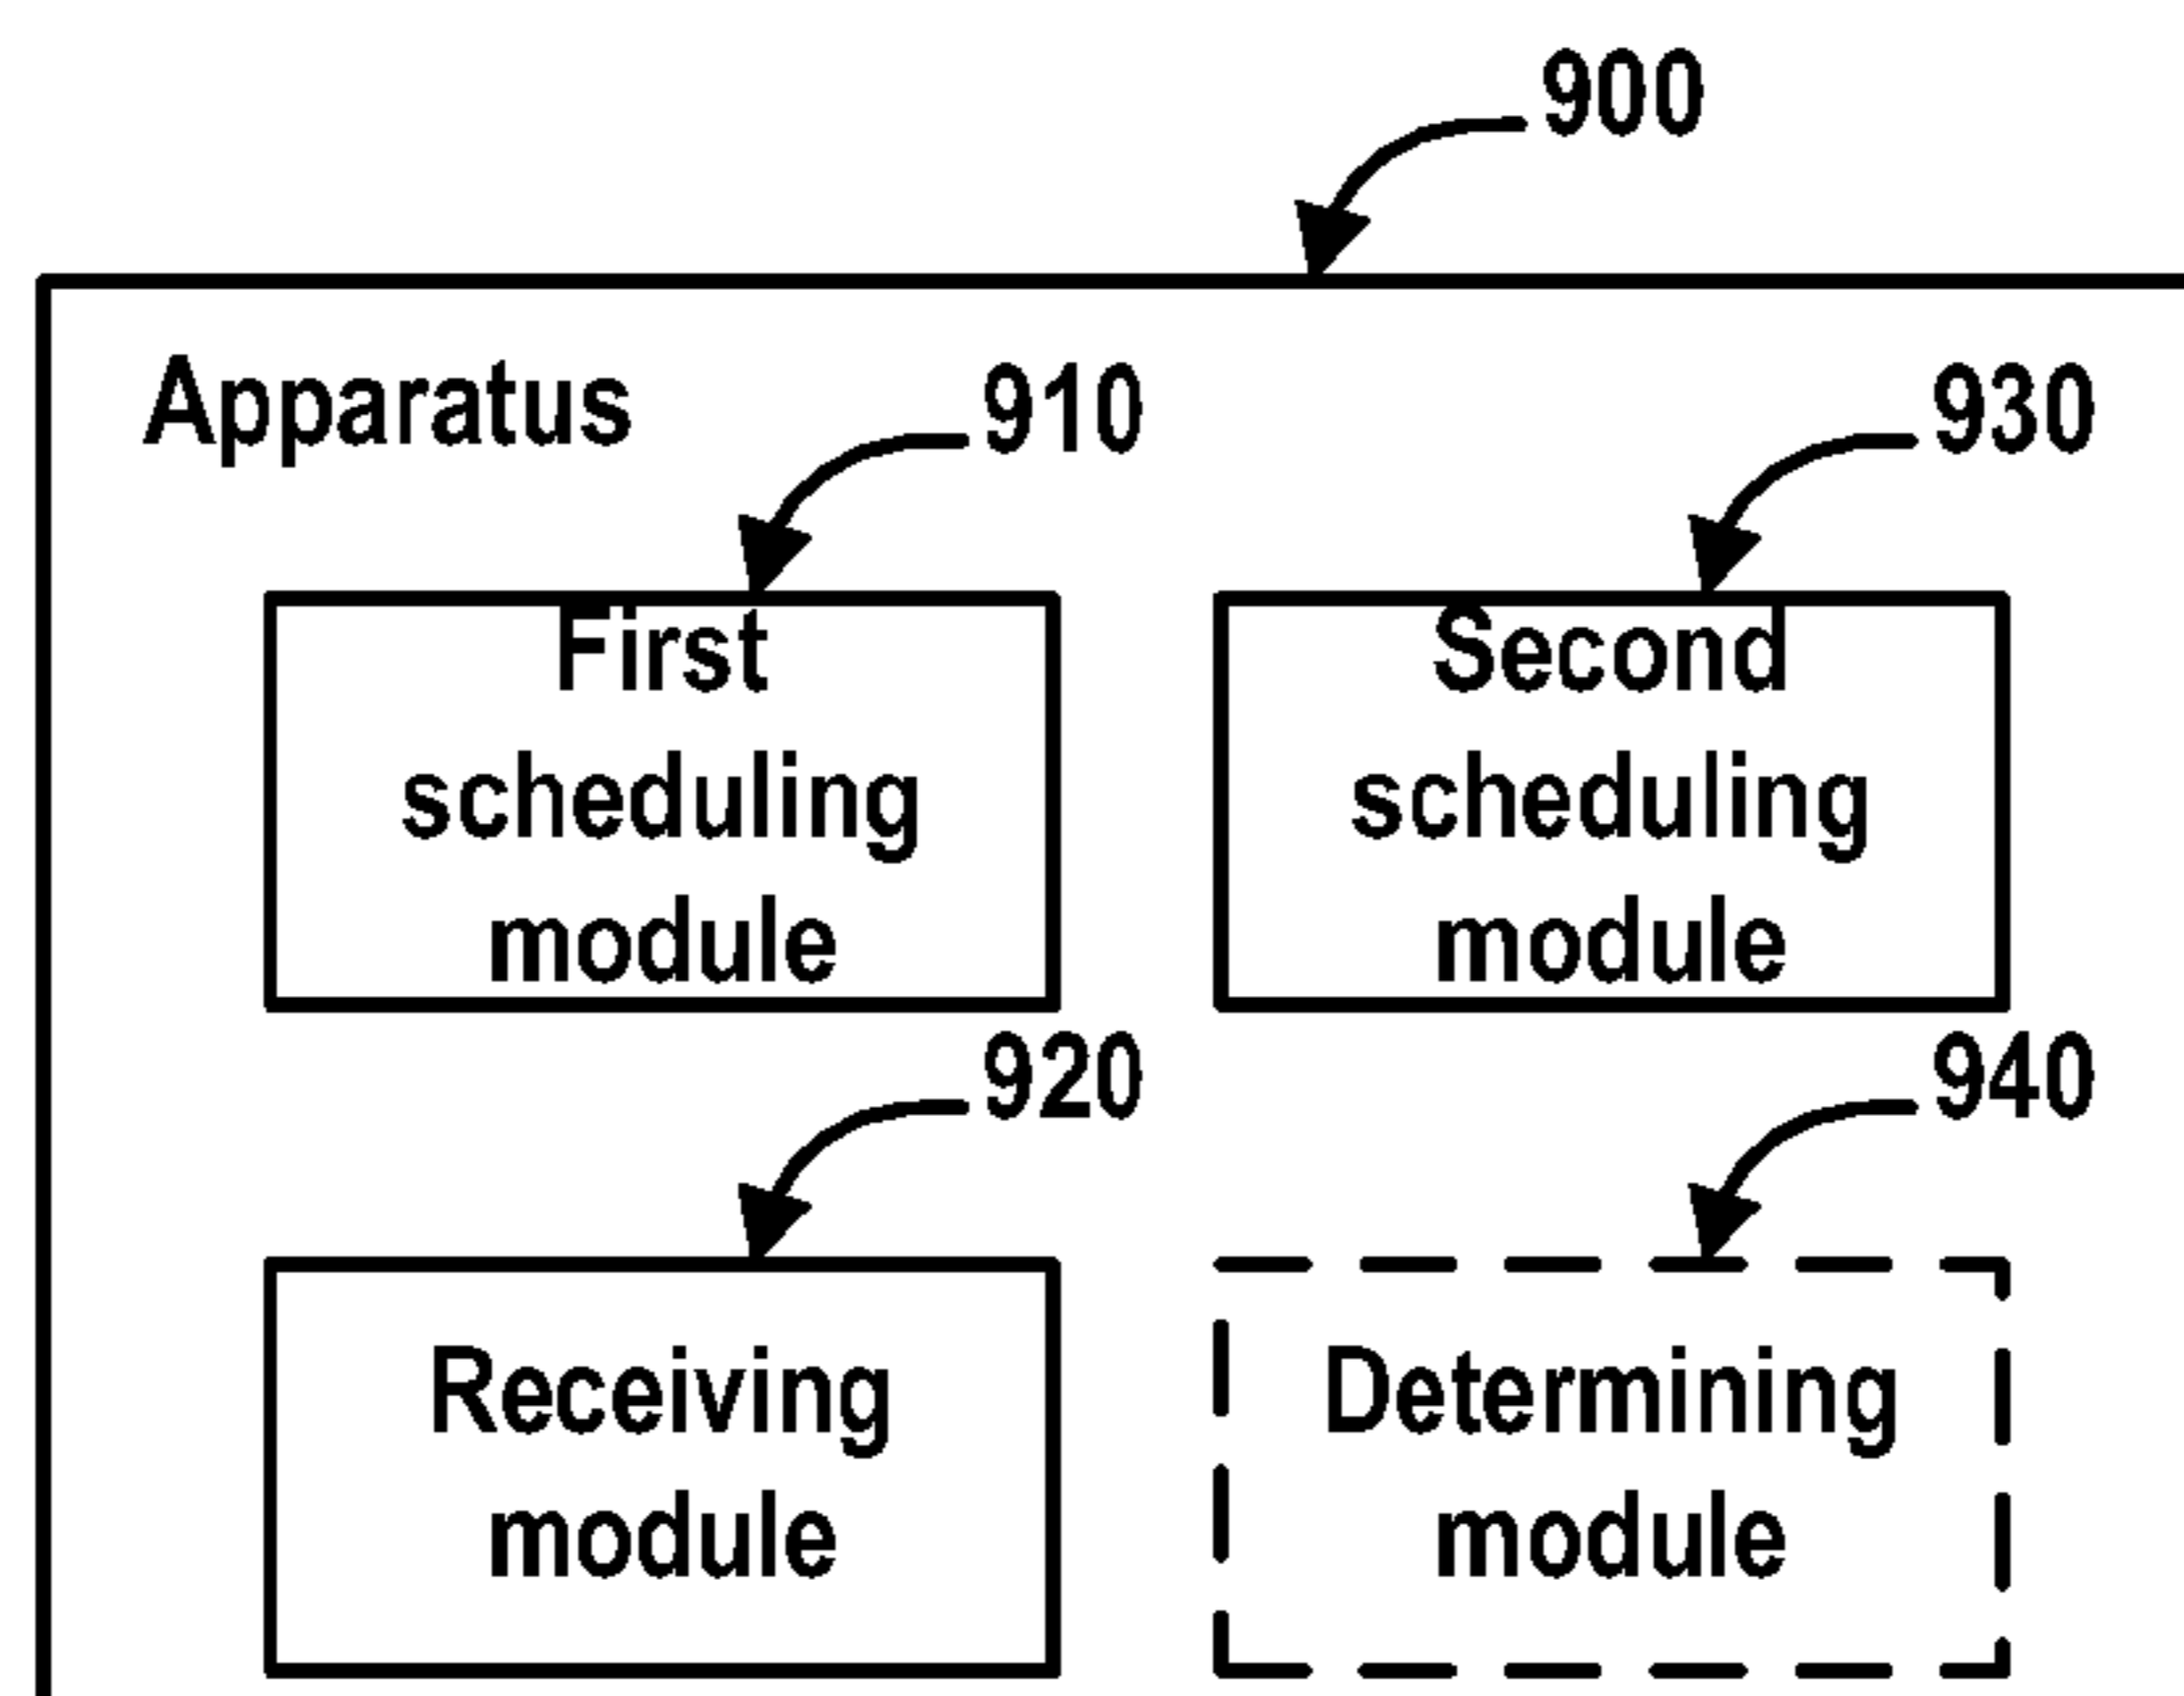 900
Apparatus
910
930
First
scheduling
module
Second
scheduling
module
920
940
Receiving
module
Determining
module